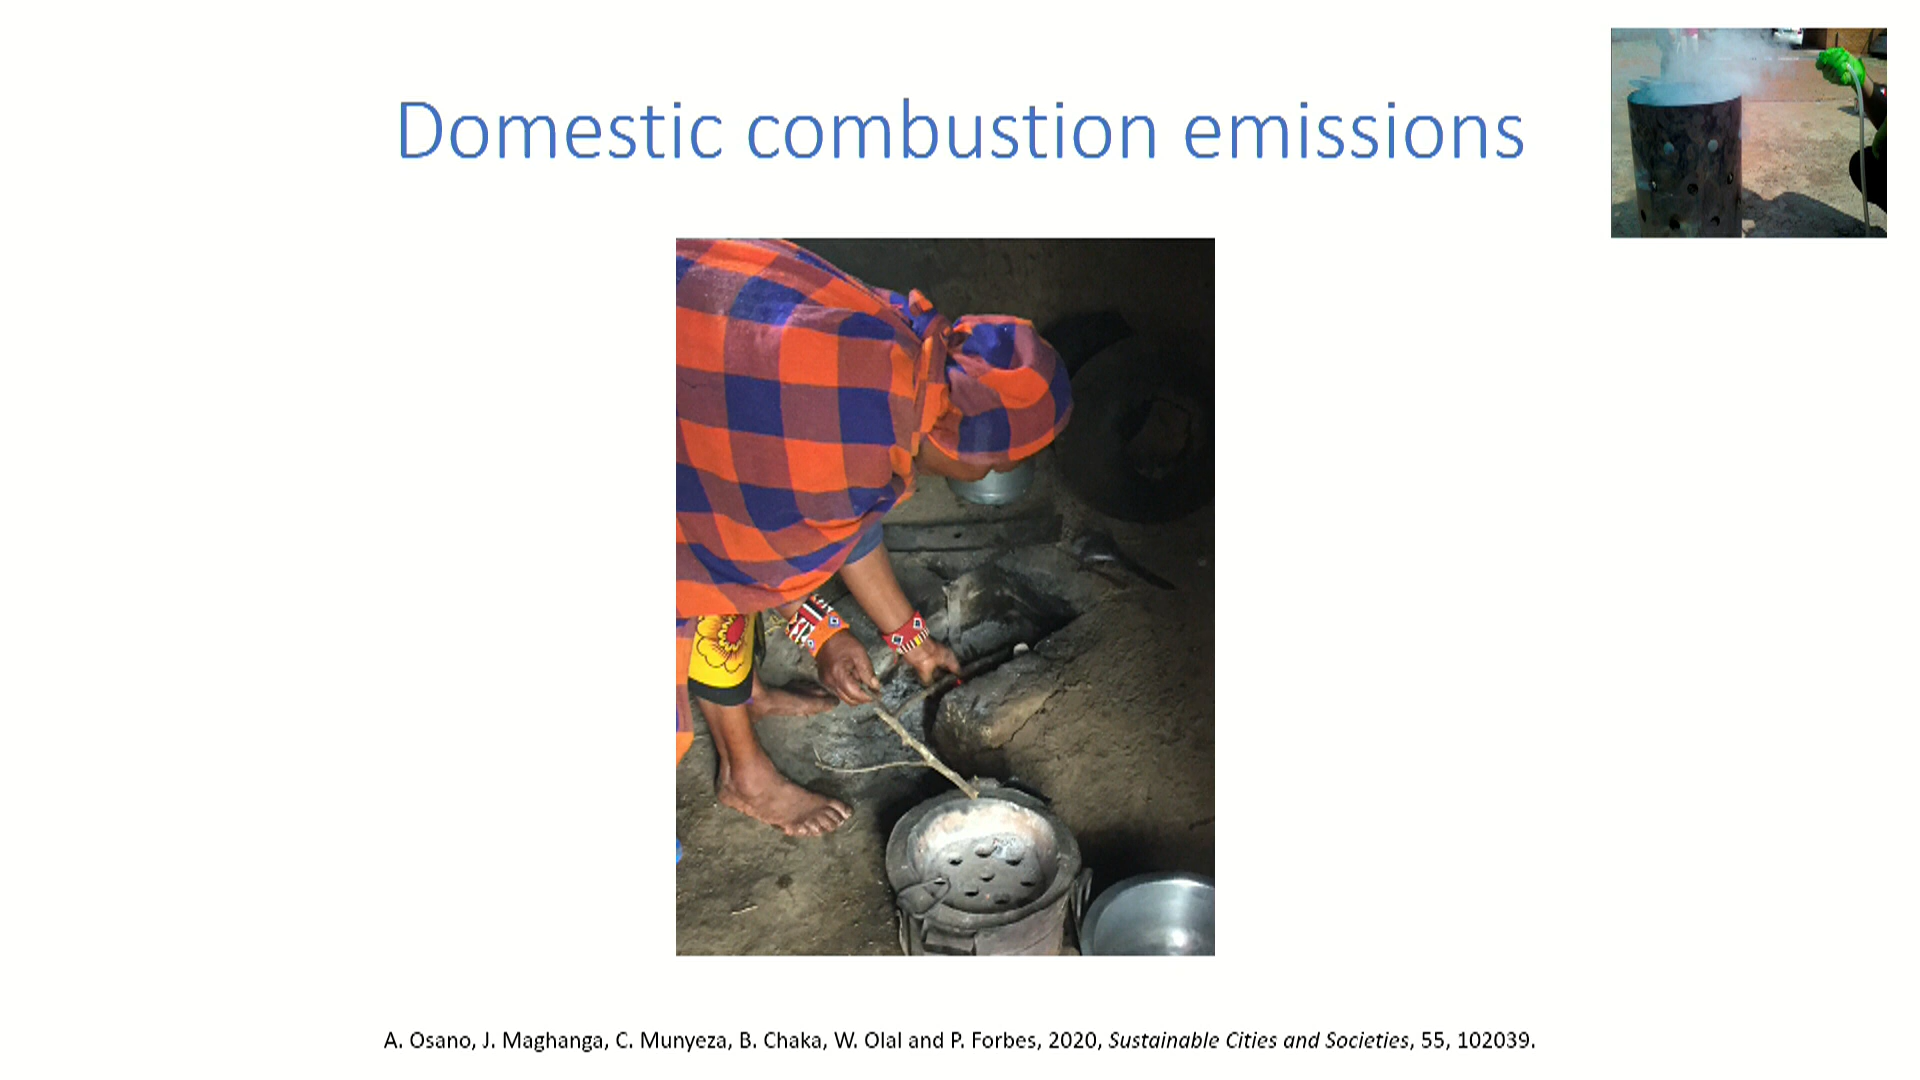 Domestic combustion emissions
A. Osano, J. Maghanga, C. Munyeza, B. Chaka, W. Olal and P. Forbes, 2020, Sustainable Cities and Societies, 55, 102039.